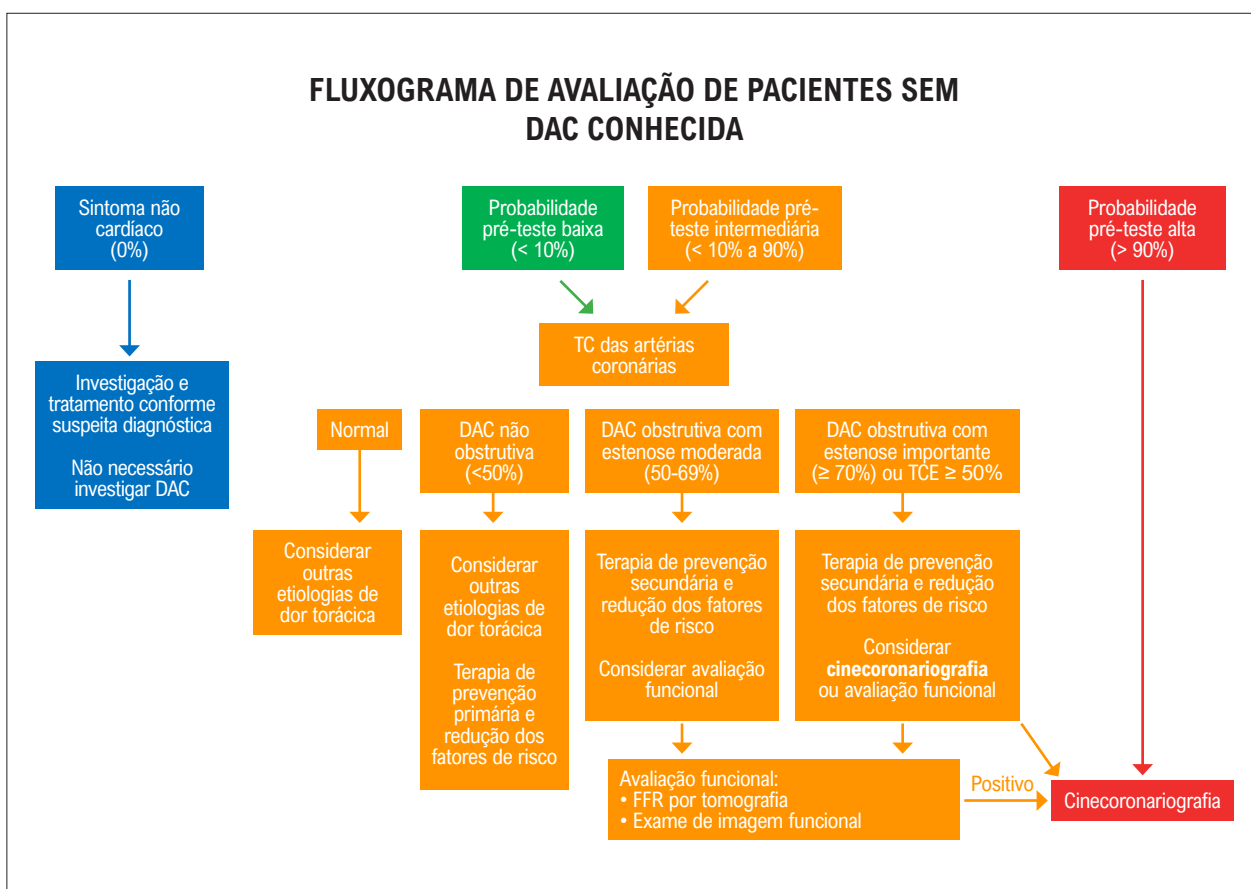 FLUXOGRAMA DE AVALIAÇÃO DE PACIENTES SEM
DAC CONHECIDA
Sintoma não
cardíaco
(0%)
Probabilidade
pré-teste baixa
(< 10%)
Probabilidade pré-
teste intermediária
(< 10% a 90%)
Probabilidade
pré-teste alta
(> 90%)
TC das artérias
coronárias
Investigação e
tratamento conforme
suspeita diagnóstica
Não necessário
investigar DAC
Normal
DAC não
obstrutiva
(<50%)
DAC obstrutiva com
estenose moderada
(50-69%)
DAC obstrutiva com
estenose importante
(≥ 70%) ou TCE ≥ 50%
Considerar
outras
etiologias de
dor torácica
Considerar
outras
etiologias de
dor torácica
Terapia de
prevenção
primária e
redução dos
fatores de risco
Terapia de prevenção
secundária e
redução dos fatores
de risco
Considerar avaliação
funcional
Terapia de prevenção
secundária e redução
dos fatores de risco
Considerar
cinecoronariografia
ou avaliação funcional
Avaliação funcional:
• FFR por tomografia
• Exame de imagem funcional
Positivo
Cinecoronariografia